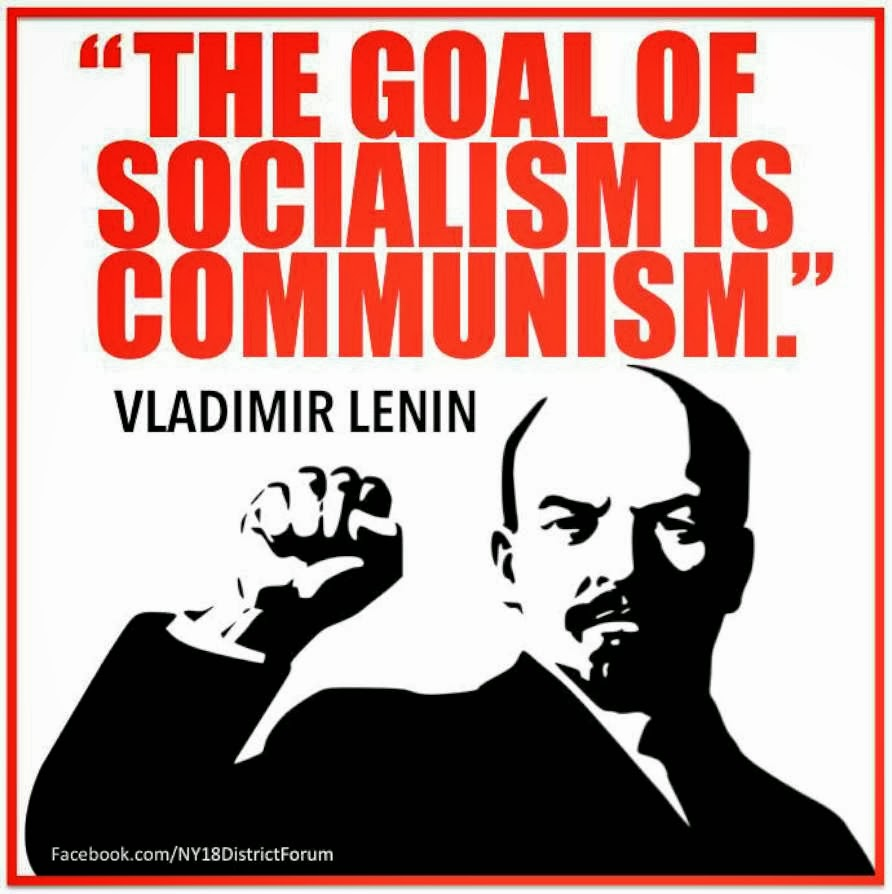 “THE GOAL OF
SOCIALISM IS
COMMUNISM.”
VLADIMIR LENIN
Facebook.com/NY18DistrictForum